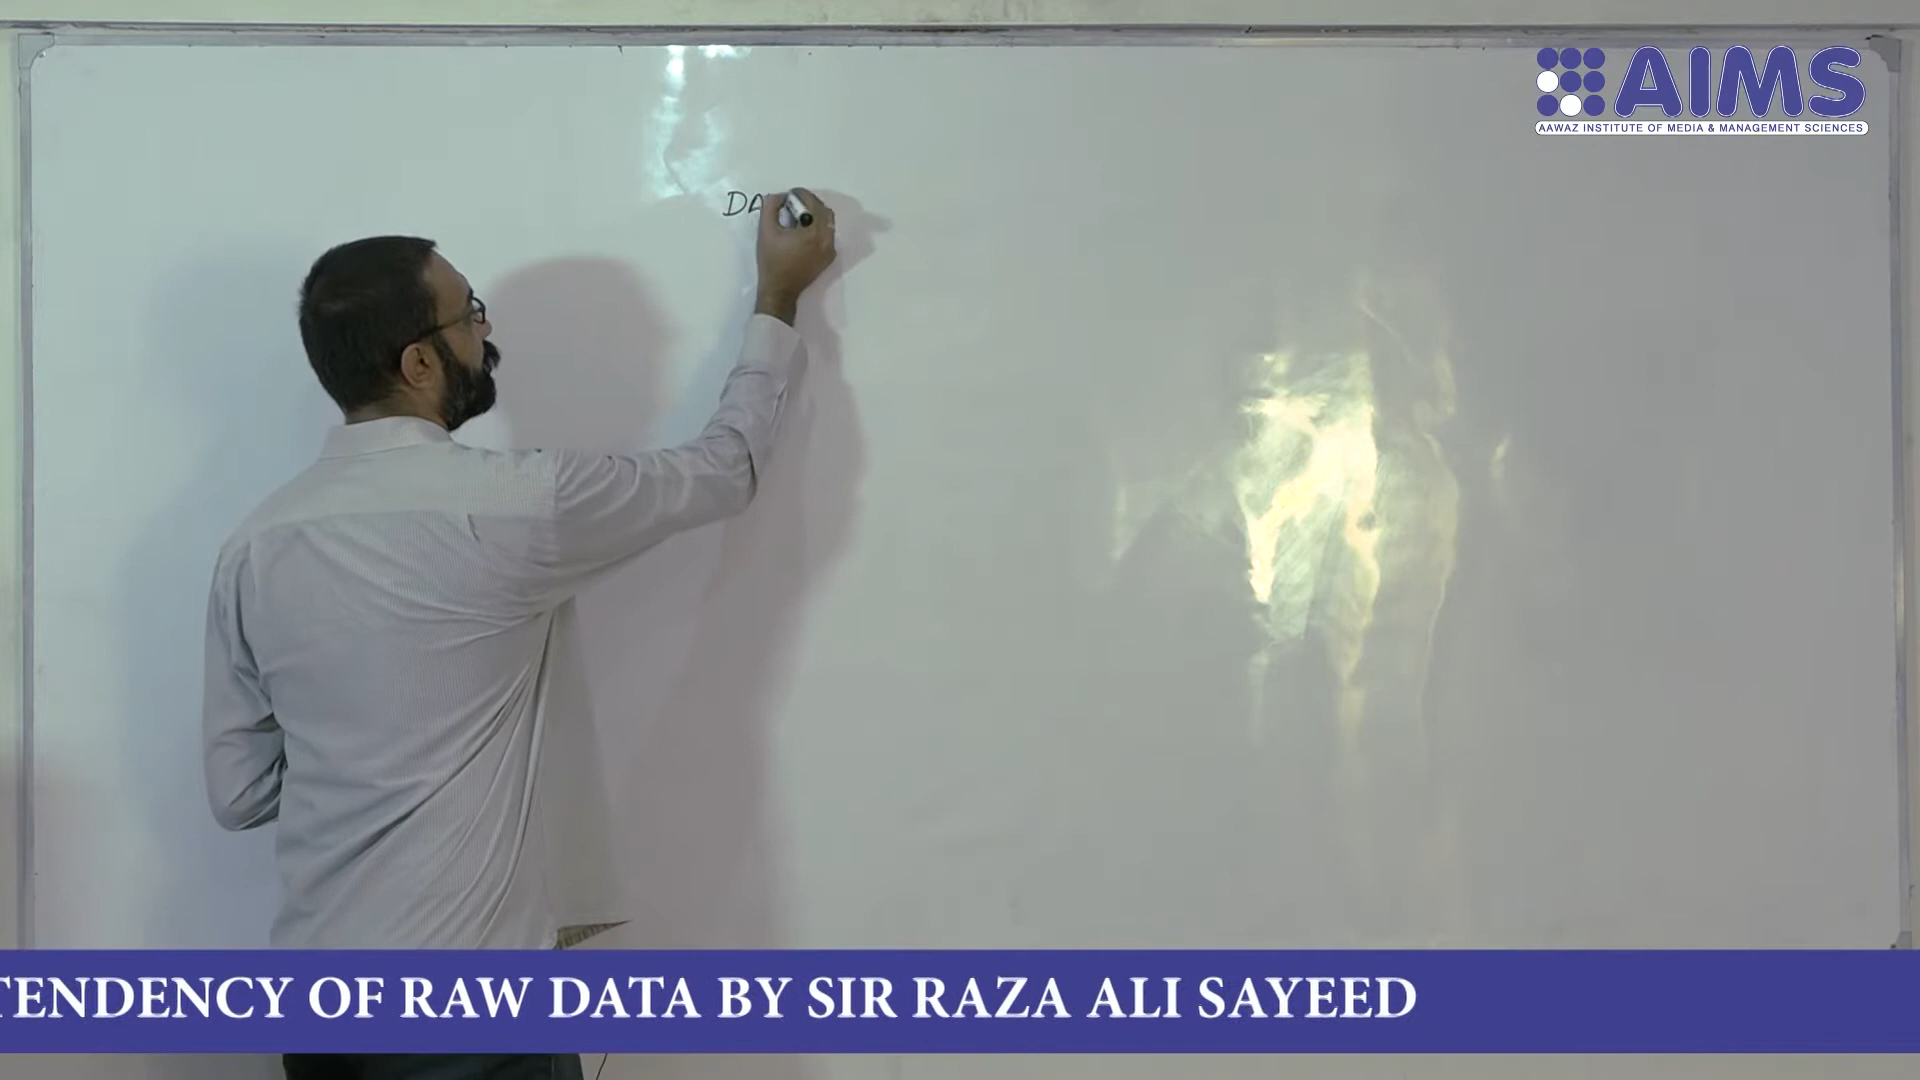 AIMS
AAWAZ INSTITUTE OF MEDIA & MANAGEMENT SCIENCES
DA
TENDENCY OF RAW DATA BY SIR RAZA ALI SAYEED